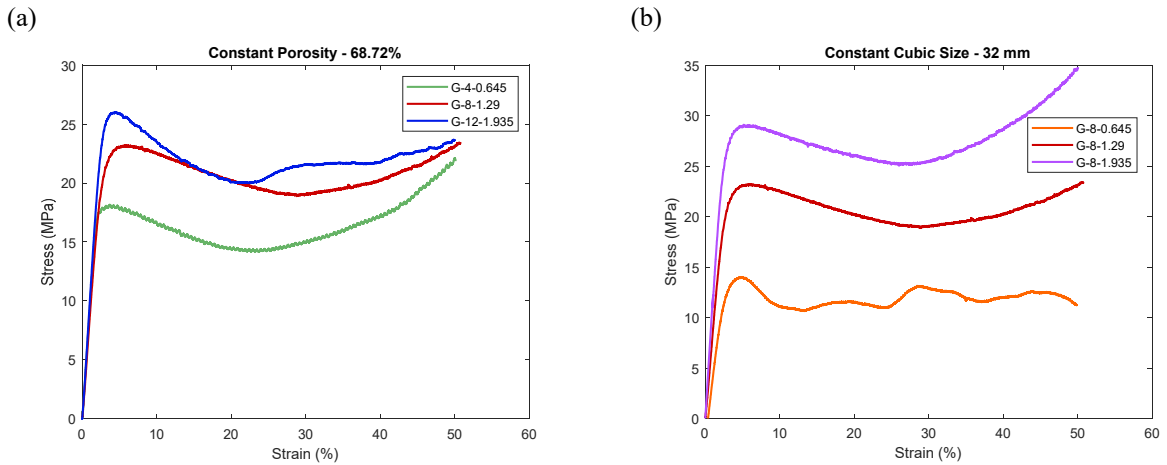 (a)
Constant Porosity - 68.72%
30
25
20
15
10
5
0
Stress (MPa)
G-4-0.645
G-8-1.29
G-12-1.935
0 10 20 30 40 50 60
Strain (%)
(b)
Constant Cubic Size - 32 mm
35
30
25
20
15
10
5
0
Stress (MPa)
G-8-0.645
G-8-1.29
G-8-1.935
0 10 20 30 40 50 60
Strain (%)